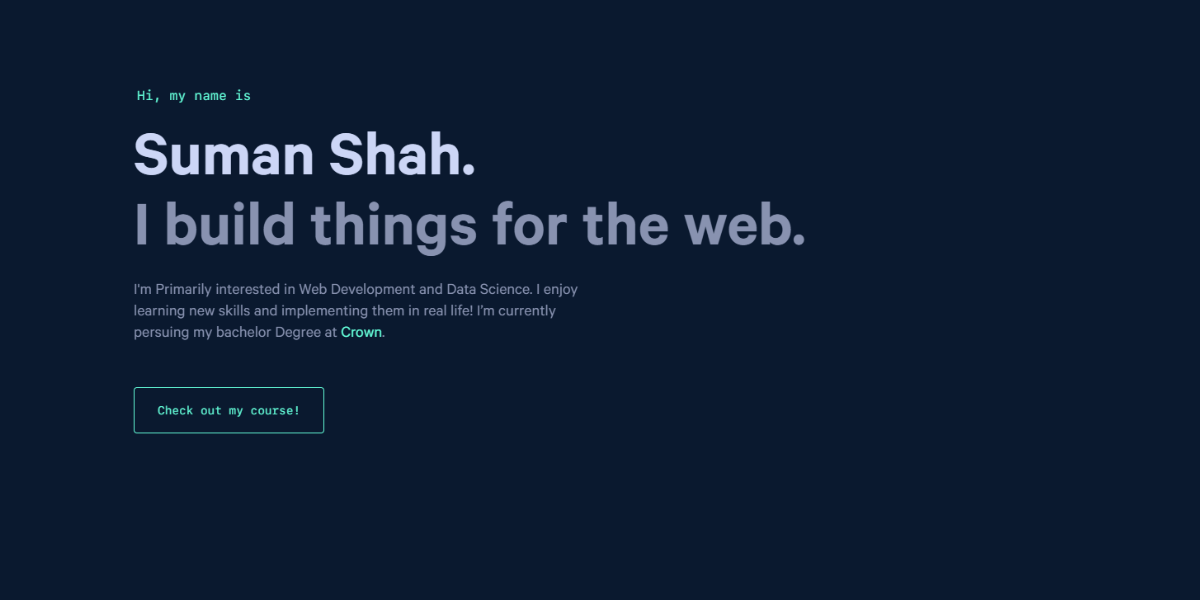 Hi, my name is
Suman Shah.
I build things for the web.
I'm Primarily interested in Web Development and Data Science. I enjoy
learning new skills and implementing them in real life! I'm currently
persuing my bachelor Degree at Crown.
Check out my course!